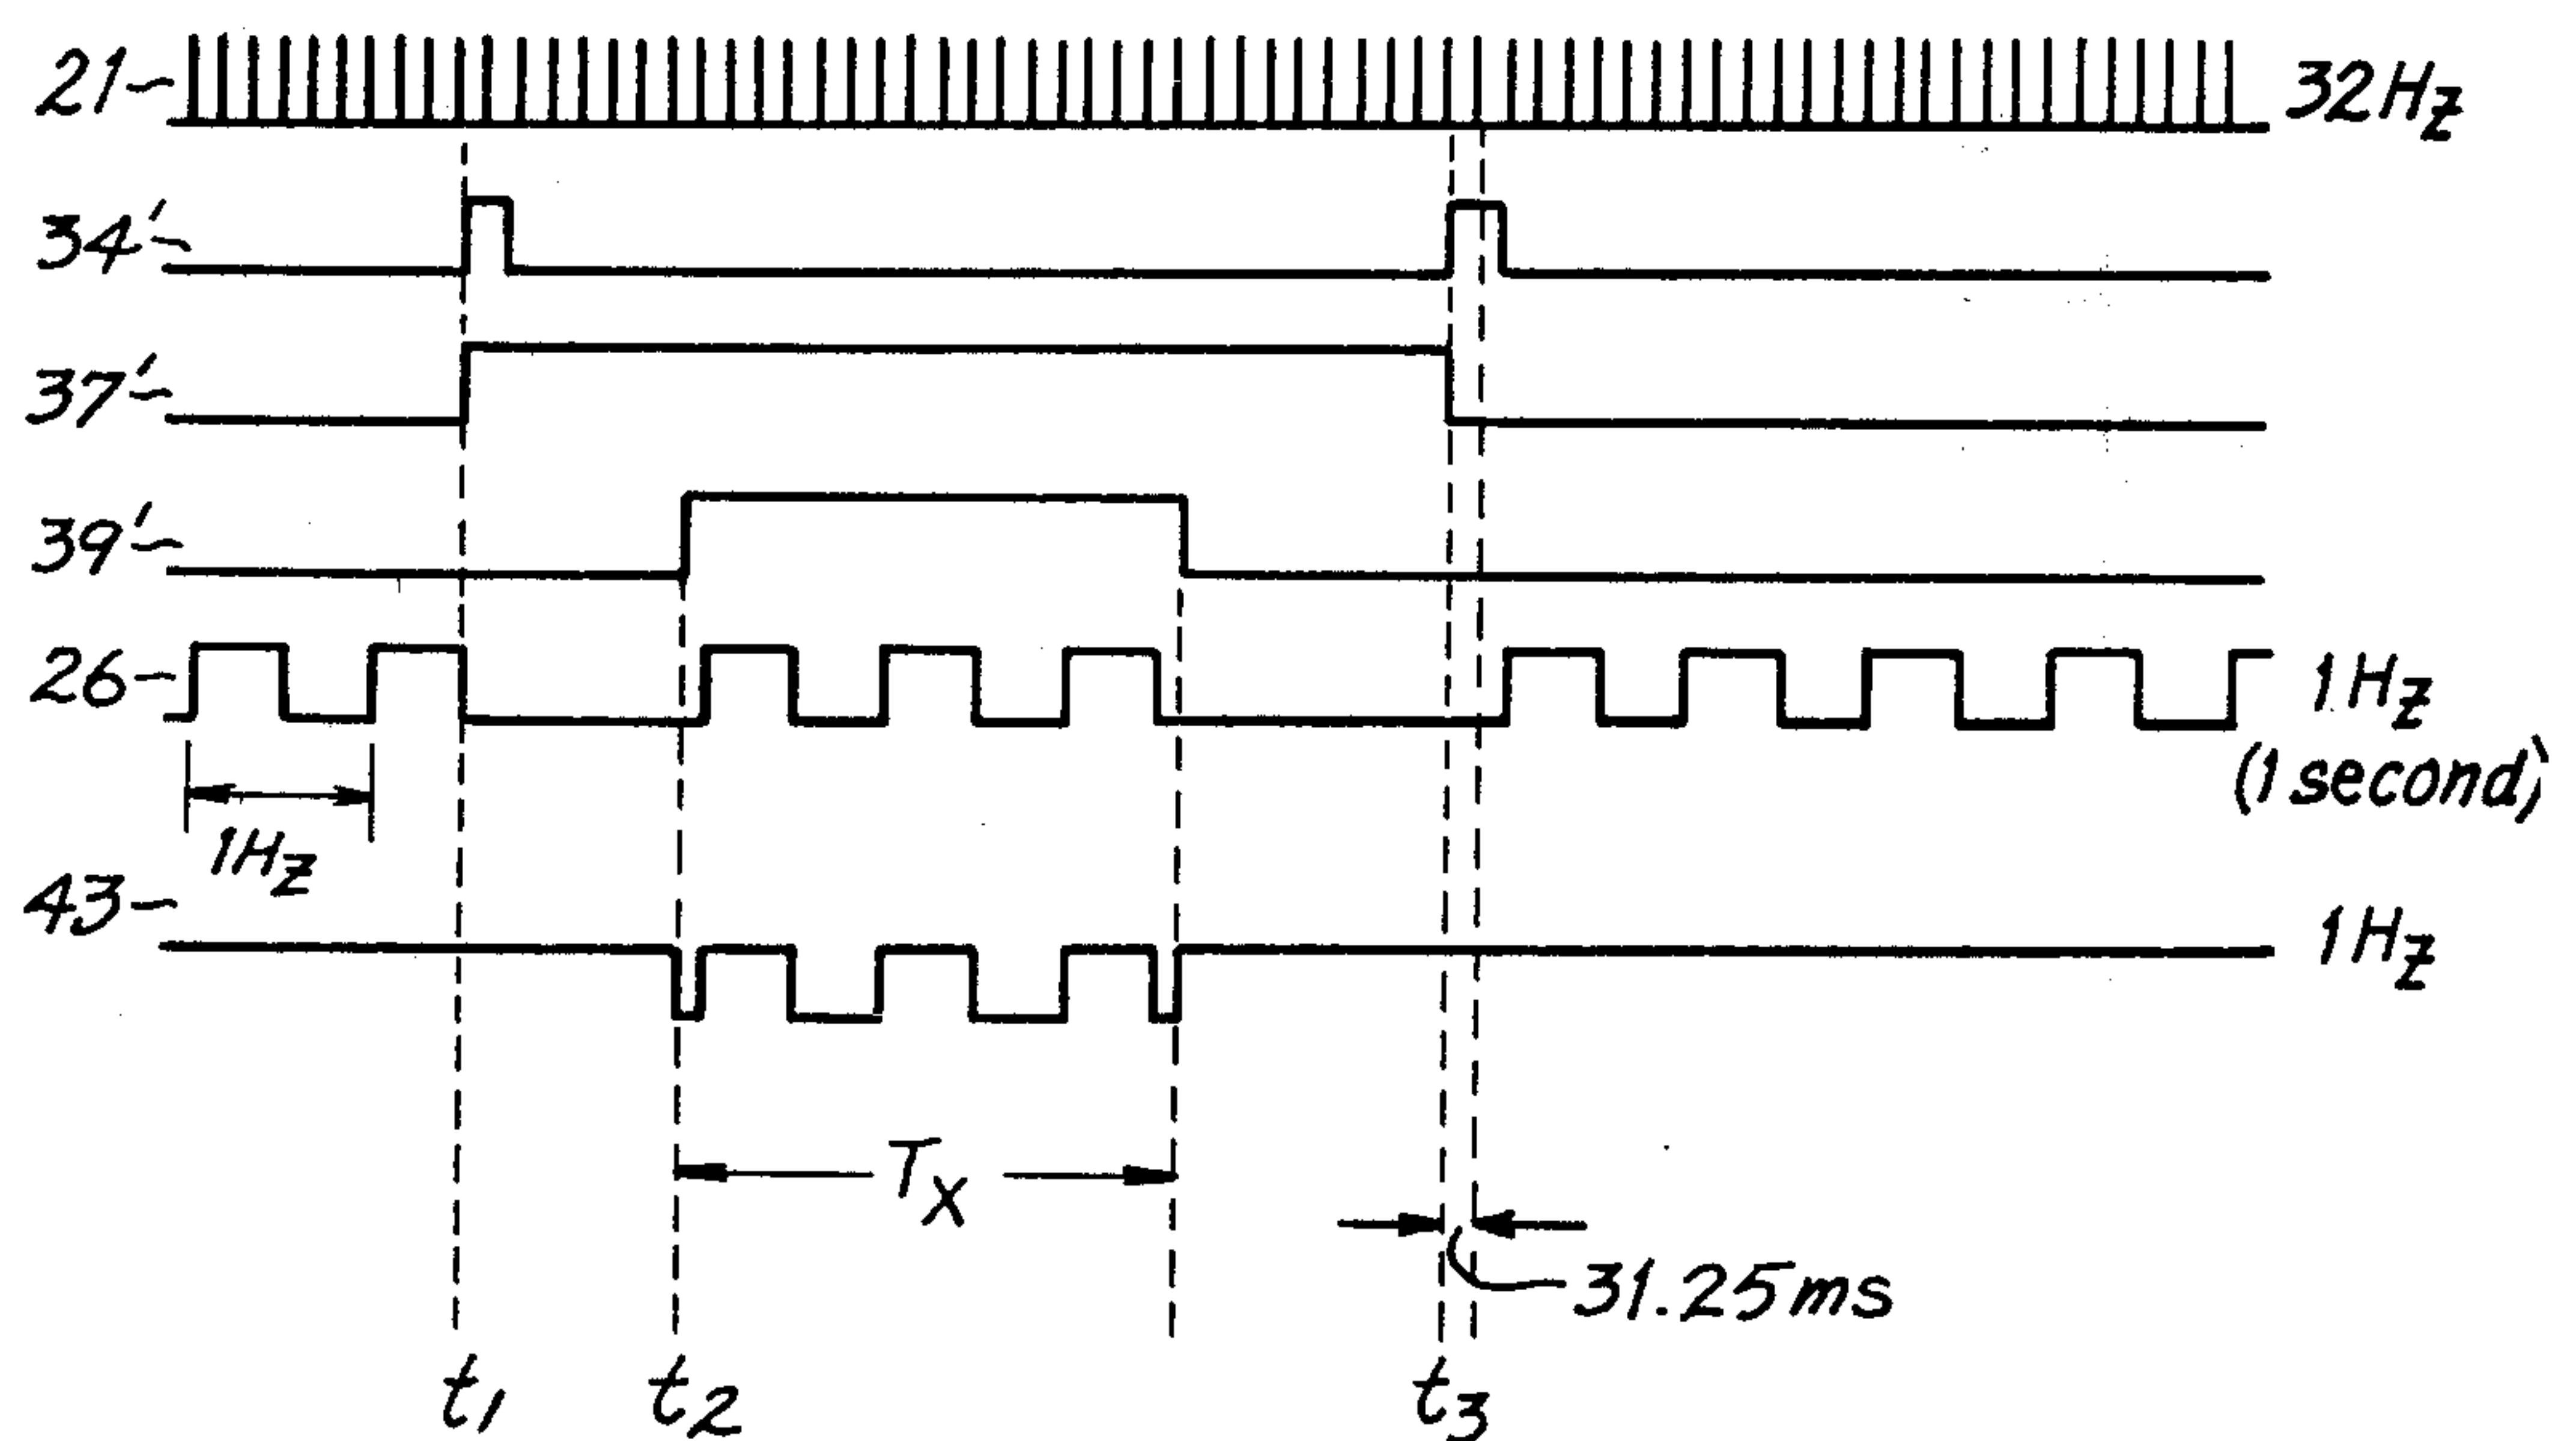 21 32Hz
34'
37'
39'
26 1Hz
(1 second)
1Hz
43 1Hz
Tx
31.25ms
t1 t2 t3